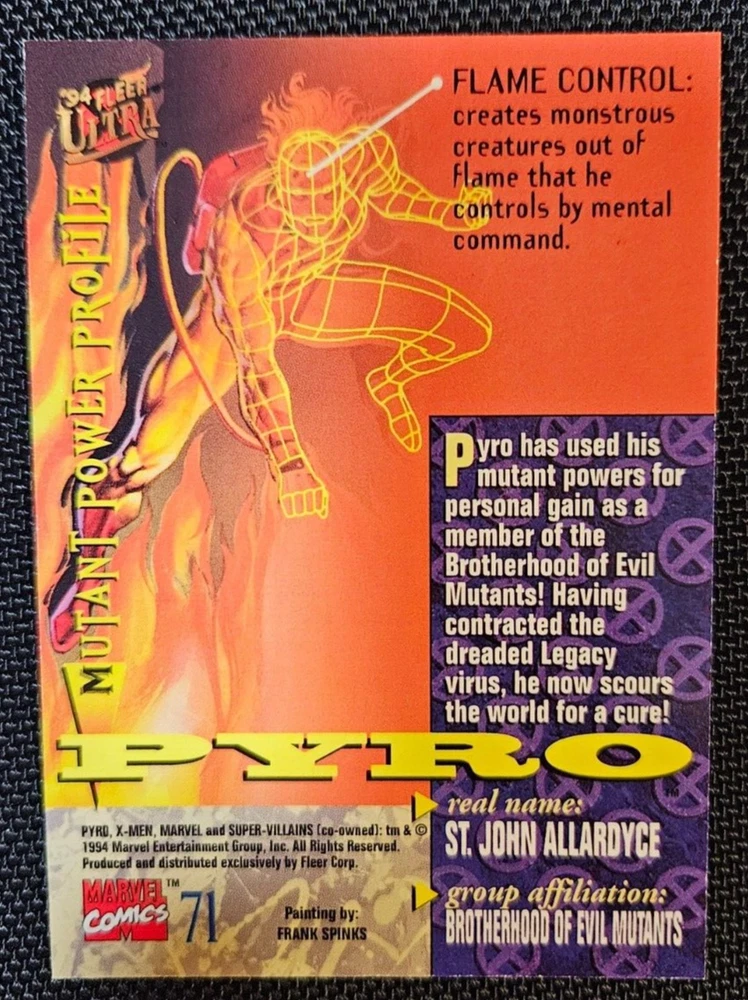 '94 FLEER
ULTRA
MUTANT POWER PROFILE
FLAME CONTROL:
creates monstrous
creatures out of
flame that he
controls by mental
command.
Pyro has used his
mutant powers for
personal gain as a
member of the
Brotherhood of Evil
Mutants! Having
contracted the
dreaded Legacy
virus, he now scours
the world for a cure!
PYRO™
real name:
ST. JOHN ALLARDYCE
group affiliation:
BROTHERHOOD OF EVIL MUTANTS
PYRO, X-MEN, MARVEL and SUPER-VILLAINS (co-owned): tm & ©
1994 Marvel Entertainment Group, Inc. All Rights Reserved.
Produced and distributed exclusively by Fleer Corp.
MARVEL™
COMICS
M
71
Painting by:
FRANK SPINKS